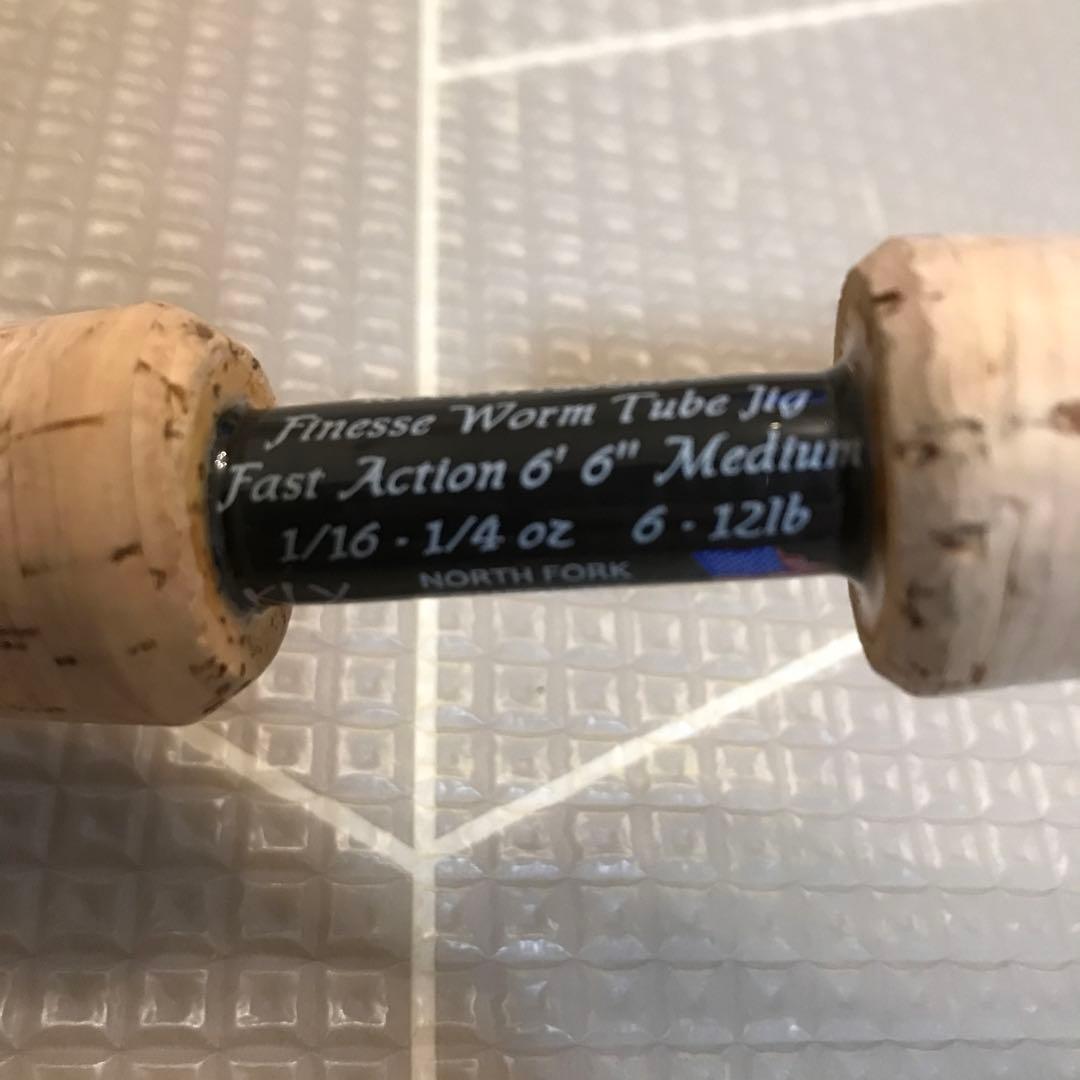 Finesse Worm Tube Jig
Fast Action 6' 6" Medium
1/16 - 1/4 oz 6 - 12lb
NORTH FORK